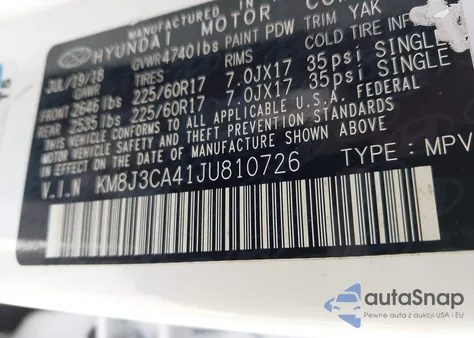 MANUFACTURED
HYUNDAI MOTOR
GVWR 4740lbs PAINT PDW TRIM YAK
JUL/19/18 TIRES RIMS COLD TIRE INF
GAWR
FRONT 2646lbs 225/60R17 7.0JX17 35psi SINGLE
REAR 2535lbs 225/60R17 7.0JX17 35psi SINGLE
THIS VEHICLE CONFORMS TO ALL APPLICABLE U.S.A. FEDERAL
MOTOR VEHICLE SAFETY BUMPER, AND THEFT PREVENTION STANDARDS
IN EFFECT ON THE DATE OF MANUFACTURE SHOWN ABOVE.
V.I.N KM8J3CA41JU810726 TYPE : MPV
autaSnap
Pewne auta z aukcji USA i EU